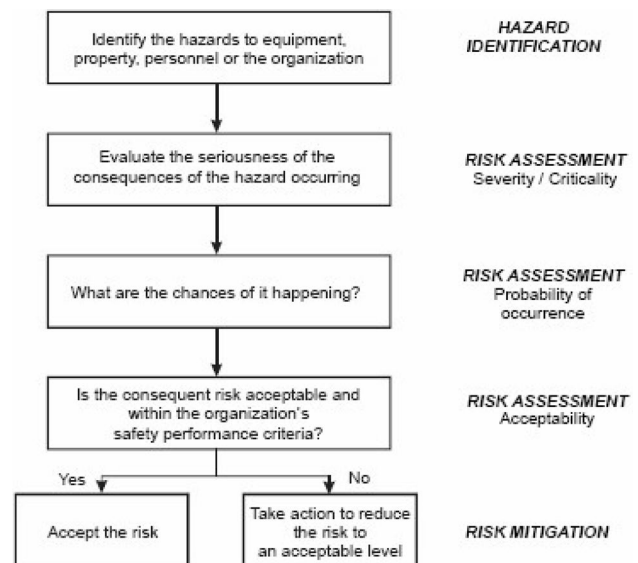 Identify the hazards to equipment,
property, personnel or the organization
HAZARD
IDENTIFICATION
Evaluate the seriousness of the
consequences of the hazard occurring
RISK ASSESSMENT
Severity / Criticality
What are the chances of it happening?
RISK ASSESSMENT
Probability of
occurrence
Is the consequent risk acceptable and
within the organization's
safety performance criteria?
RISK ASSESSMENT
Acceptability
Yes
No
Accept the risk
Take action to reduce
the risk to
an acceptable level
RISK MITIGATION